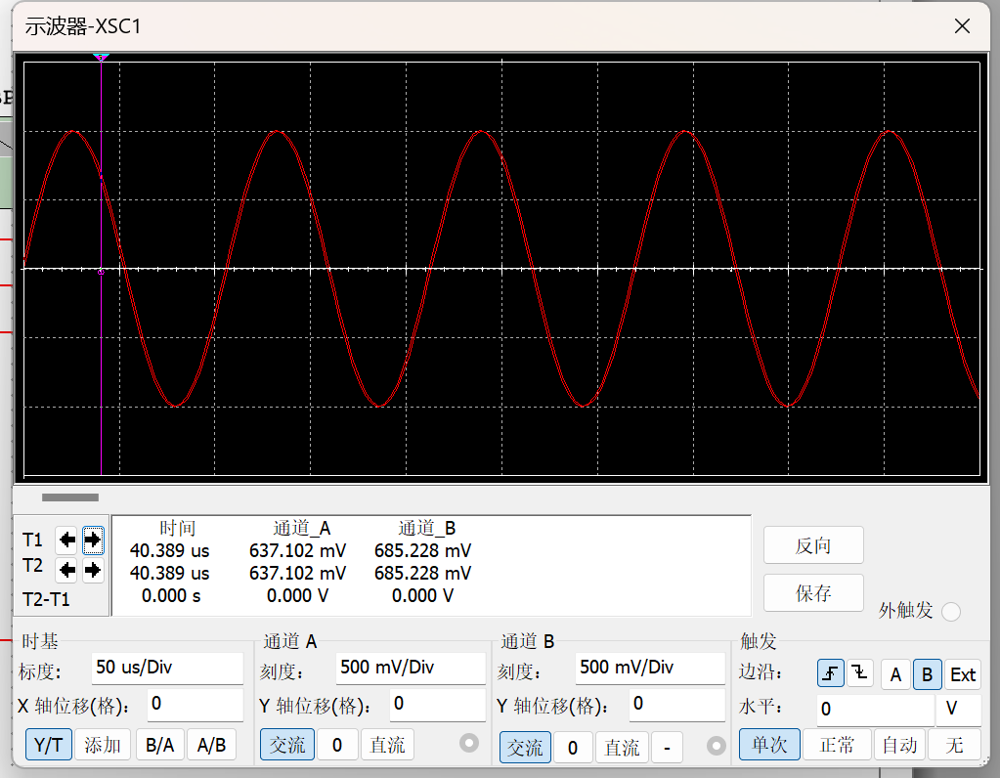 示波器-XSC1
T1
T2
T2-T1
时间 通道_A 通道_B
40.389 us 637.102 mV 685.228 mV
40.389 us 637.102 mV 685.228 mV
0.000 s 0.000 V 0.000 V
反向
保存
外触发
时基
标度: 50 us/Div
X 轴位移(格): 0
Y/T 添加 B/A A/B
通道 A
刻度: 500 mV/Div
Y 轴位移(格): 0
交流 0 直流
通道 B
刻度: 500 mV/Div
Y 轴位移(格): 0
交流 0 直流 -
触发
边沿: A B Ext
水平: 0 V
单次 正常 自动 无